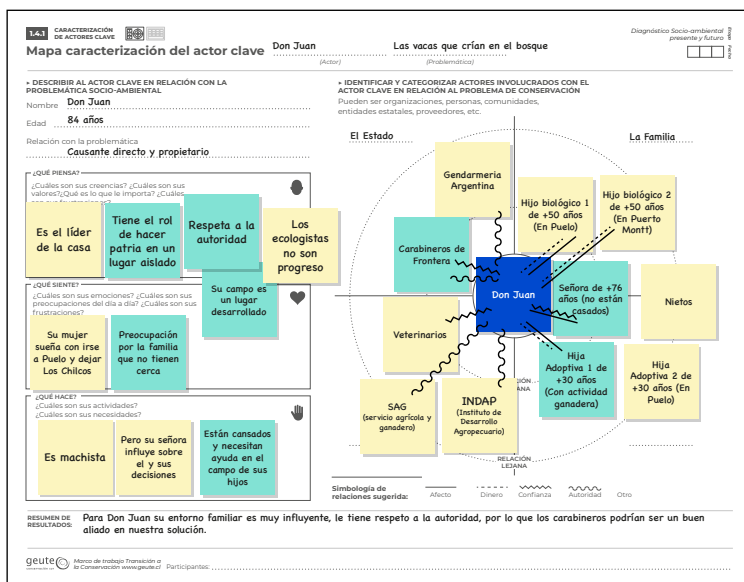 1.4.1
CARACTERIZACIÓN
DE ACTORES CLAVE
Mapa caracterización del actor clave
Don Juan
(Actor)
Las vacas que crían en el bosque
(Problemática)
Diagnóstico Socio-ambiental
presente y futuro
Etapa
Fecha
▸ DESCRIBIR AL ACTOR CLAVE EN RELACIÓN CON LA
PROBLEMÁTICA SOCIO-AMBIENTAL
Nombre Don Juan
Edad 84 años
Relación con la problemática
Causante directo y propietario
¿QUÉ PIENSA?
¿Cuáles son sus creencias? ¿Cuáles son sus
valores?¿Qué es lo que le importa? ¿Cuáles
Es el líder
de la casa
Tiene el rol
de hacer
patria en un
lugar aislado
Respeta a la
autoridad
Los
ecologistas
no son
progreso
¿QUÉ SIENTE?
¿Cuáles son sus emociones? ¿Cuáles son sus
preocupaciones del día a día? ¿Cuáles son sus
frustraciones?
Su campo es
un lugar
desarrollado
Su mujer
sueña con irse
a Puelo y dejar
Los Chilcos
Preocupación
por la familia
que no tienen
cerca
¿QUÉ HACE?
¿Cuáles son sus actividades?
¿Cuáles son sus necesidades?
Es machista
Pero su señora
influye sobre
el y sus
decisiones
Están cansados
y necesitan
ayuda en el
campo de sus
hijos
▸ IDENTIFICAR Y CATEGORIZAR ACTORES INVOLUCRADOS CON EL
ACTOR CLAVE EN RELACIÓN AL PROBLEMA DE CONSERVACIÓN
Pueden ser organizaciones, personas, comunidades,
entidades estatales, proveedores, etc.
El Estado
La Familia
Gendarmeria
Argentina
Hijo biológico 1
de +50 años
(En Puelo)
Hijo biológico 2
de +50 años
(En Puerto
Montt)
Carabineros de
Frontera
Don Juan
Señora de +76
años (no están
casados)
Nietos
Veterinarios
Hija
Adoptiva 1 de
+30 años
(Con actividad
ganadera)
Hija
Adoptiva 2 de
+30 años (En
Puelo)
SAG
(servicio agrícola y
ganadero)
INDAP
(Instituto de
Desarrollo
Agropecuario)
RELACIÓN
LEJANA
Simbología de
relaciones sugerida:
Afecto
Dinero
Confianza
Autoridad
Otro
RESUMEN DE
RESULTADOS:
Para Don Juan su entorno familiar es muy influyente, le tiene respeto a la autoridad, por lo que los carabineros podrían ser un buen
aliado en nuestra solución.
geute
Marco de trabajo Transición a
la Conservación www.geute.cl
Participantes: